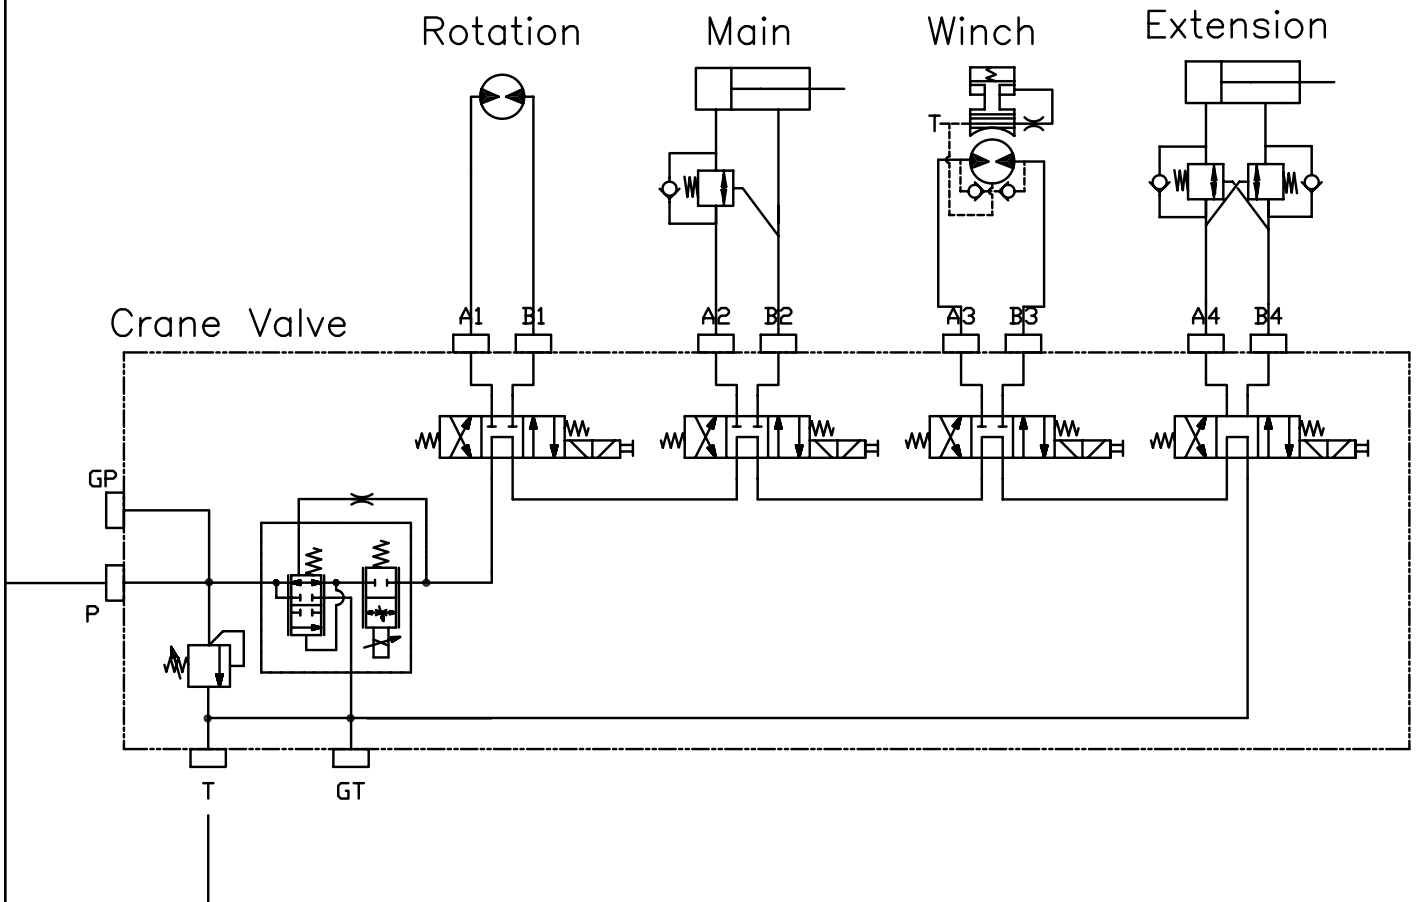 Rotation Main Winch Extension
T
Crane Valve
A1 B1 A2 B2 A3 B3 A4 B4
GP
P
T GT